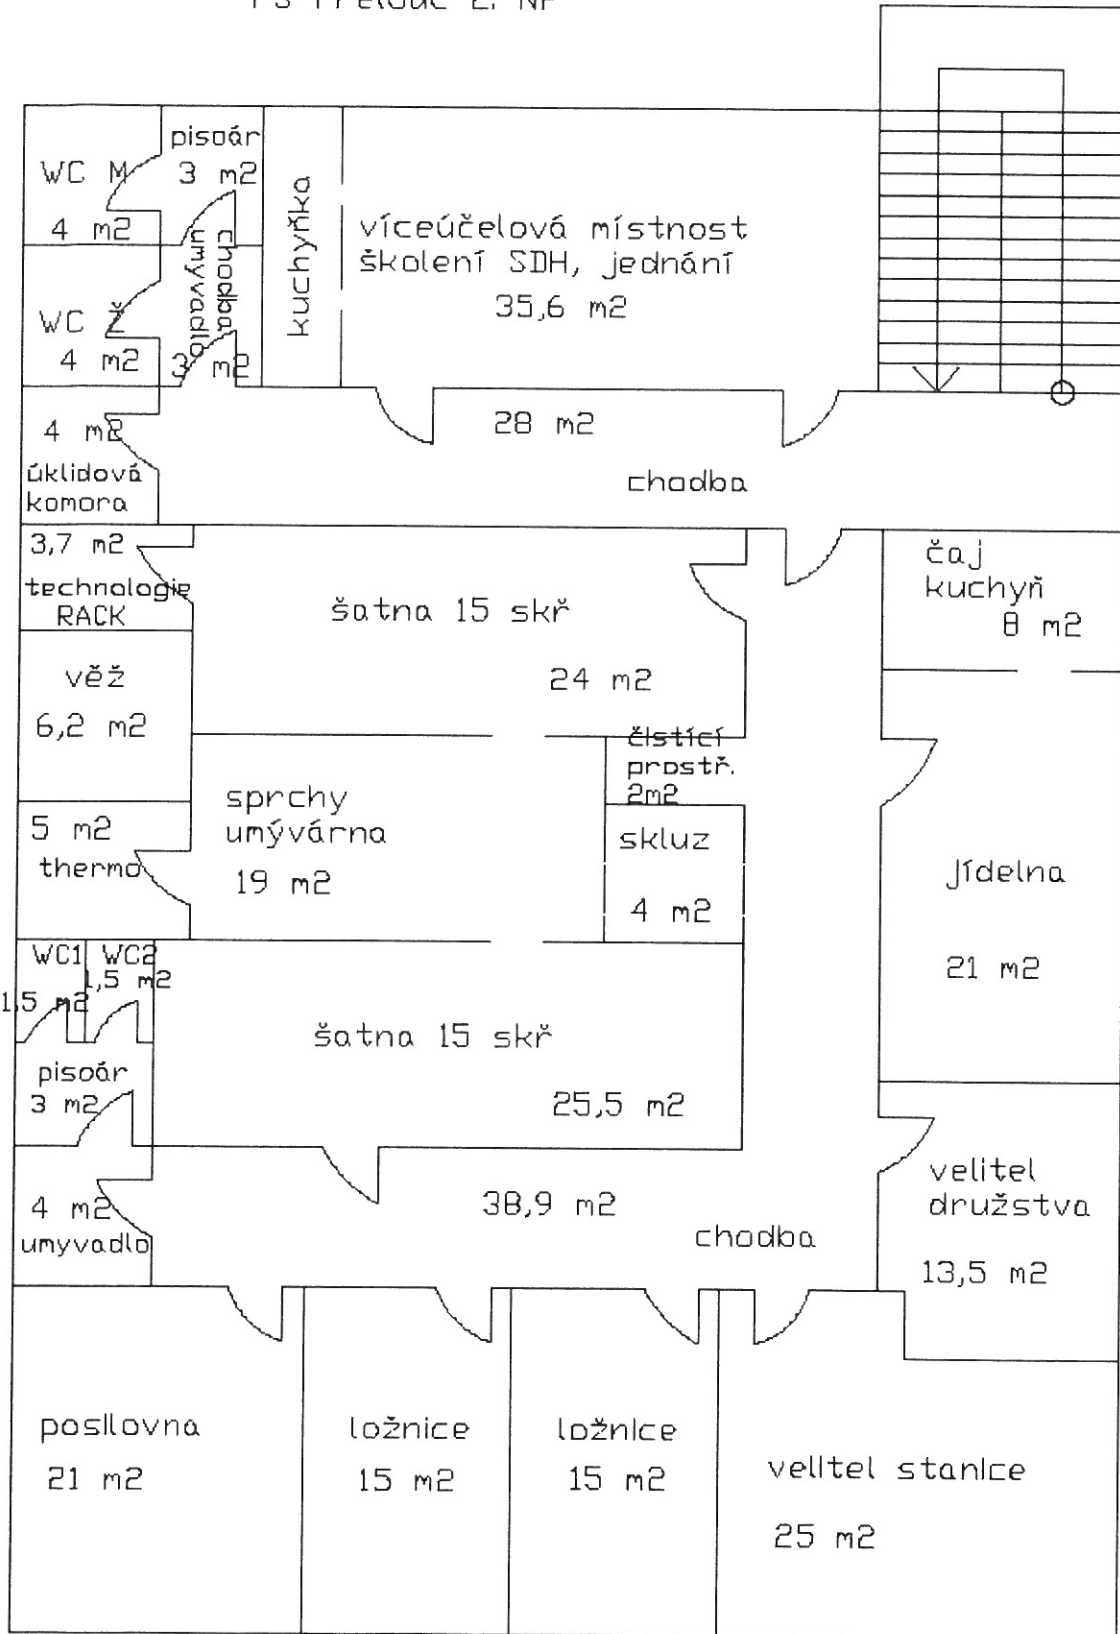 PS Přelouč 2. NP
WC M
4 m2
pisoár
3 m2
chodba
umyvadlo
3 m2
WC Ž
4 m2
kuchyňka
víceúčelová místnost
školení SDH, jednání
35,6 m2
4 m2
úklidová
komora
28 m2
chodba
3,7 m2
technologie
RACK
šatna 15 skř
24 m2
čaj
kuchyň
8 m2
věž
6,2 m2
čistící
prostř.
2m2
sprchy
umývárna
19 m2
skluz
4 m2
5 m2
thermo
jídelna
21 m2
WC1
1,5 m2
WC2
1,5 m2
šatna 15 skř
25,5 m2
pisoár
3 m2
4 m2
umyvadlo
38,9 m2
chodba
velitel
družstva
13,5 m2
posilovna
21 m2
ložnice
15 m2
ložnice
15 m2
velitel stanice
25 m2